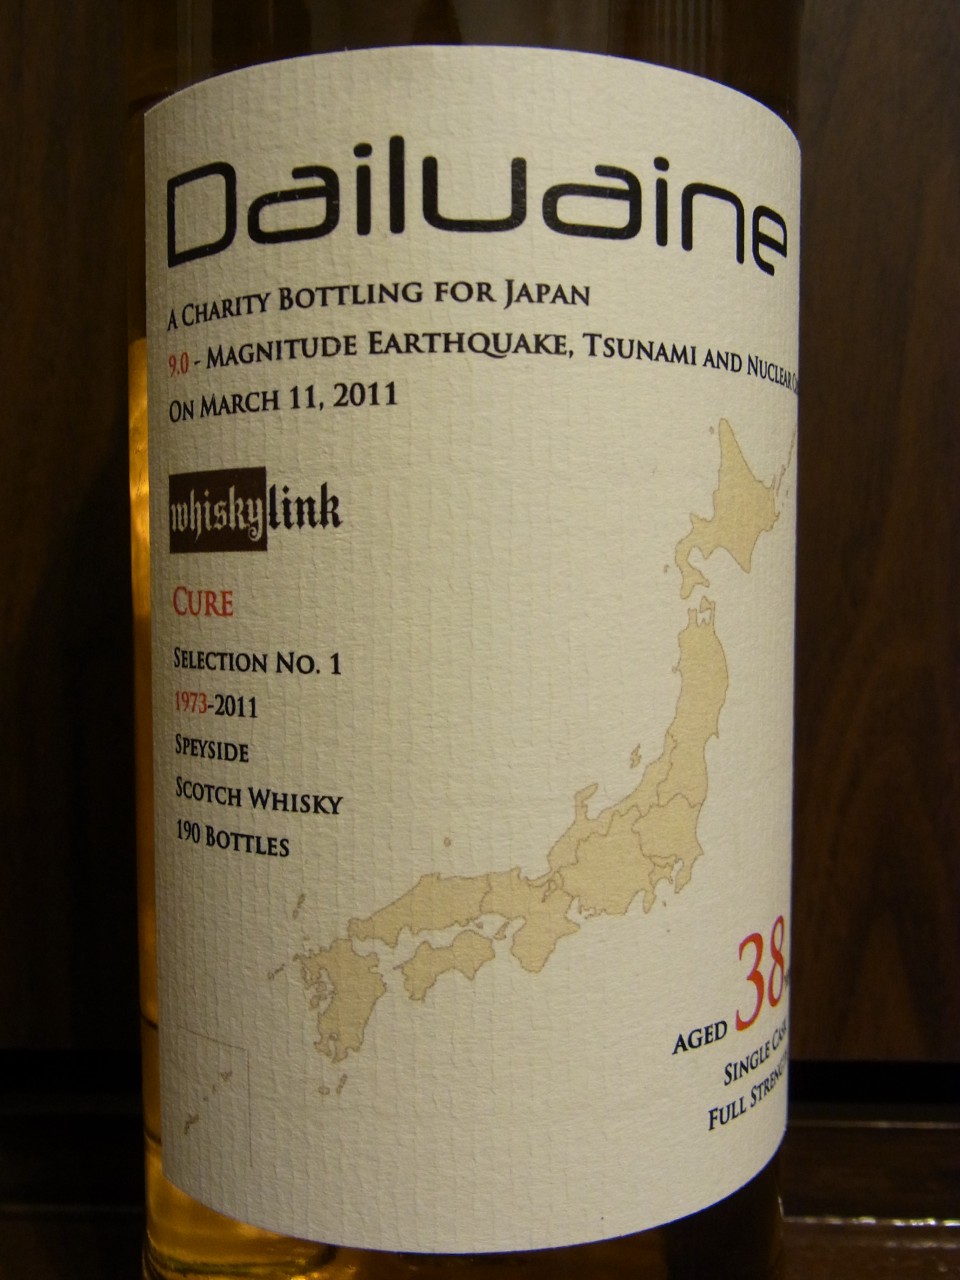 Dailuaine
A Charity Bottling for Japan
9.0 - Magnitude Earthquake, Tsunami and Nuclear
On March 11, 2011
whiskylink
Cure
Selection No. 1
1973-2011
Speyside
Scotch Whisky
190 Bottles
aged 38
Single
Full